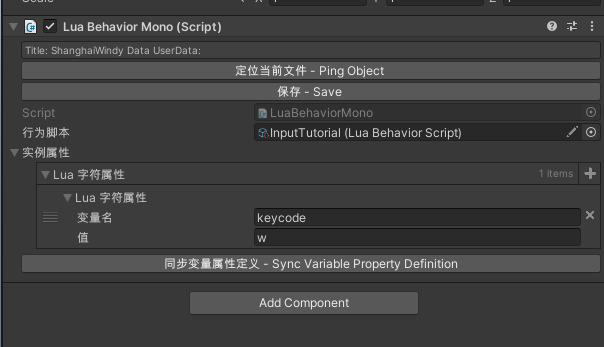 Lua Behavior Mono (Script)
Title: ShanghaiWindy Data UserData:
定位当前文件 - Ping Object
保存 - Save
Script LuaBehaviorMono
行为脚本 InputTutorial (Lua Behavior Script)
实例属性
Lua 字符属性 1 items
Lua 字符属性
变量名 keycode
值 w
同步变量属性定义 - Sync Variable Property Definition
Add Component